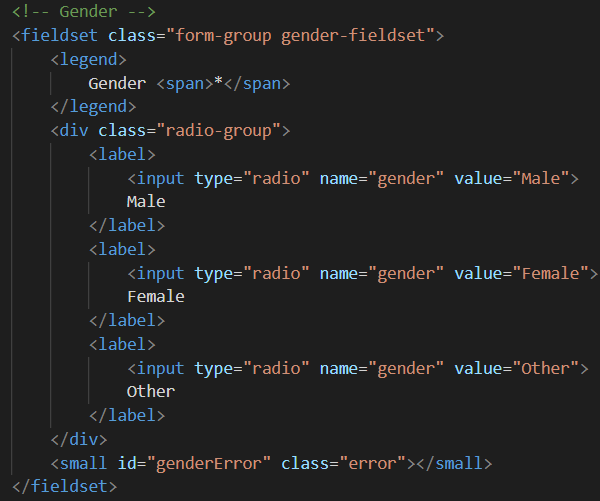 <!-- Gender -->
<fieldset class="form-group gender-fieldset">
    <legend>
        Gender <span>*</span>
    </legend>
    <div class="radio-group">
        <label>
            <input type="radio" name="gender" value="Male">
            Male
        </label>
        <label>
            <input type="radio" name="gender" value="Female">
            Female
        </label>
        <label>
            <input type="radio" name="gender" value="Other">
            Other
        </label>
    </div>
    <small id="genderError" class="error"></small>
</fieldset>